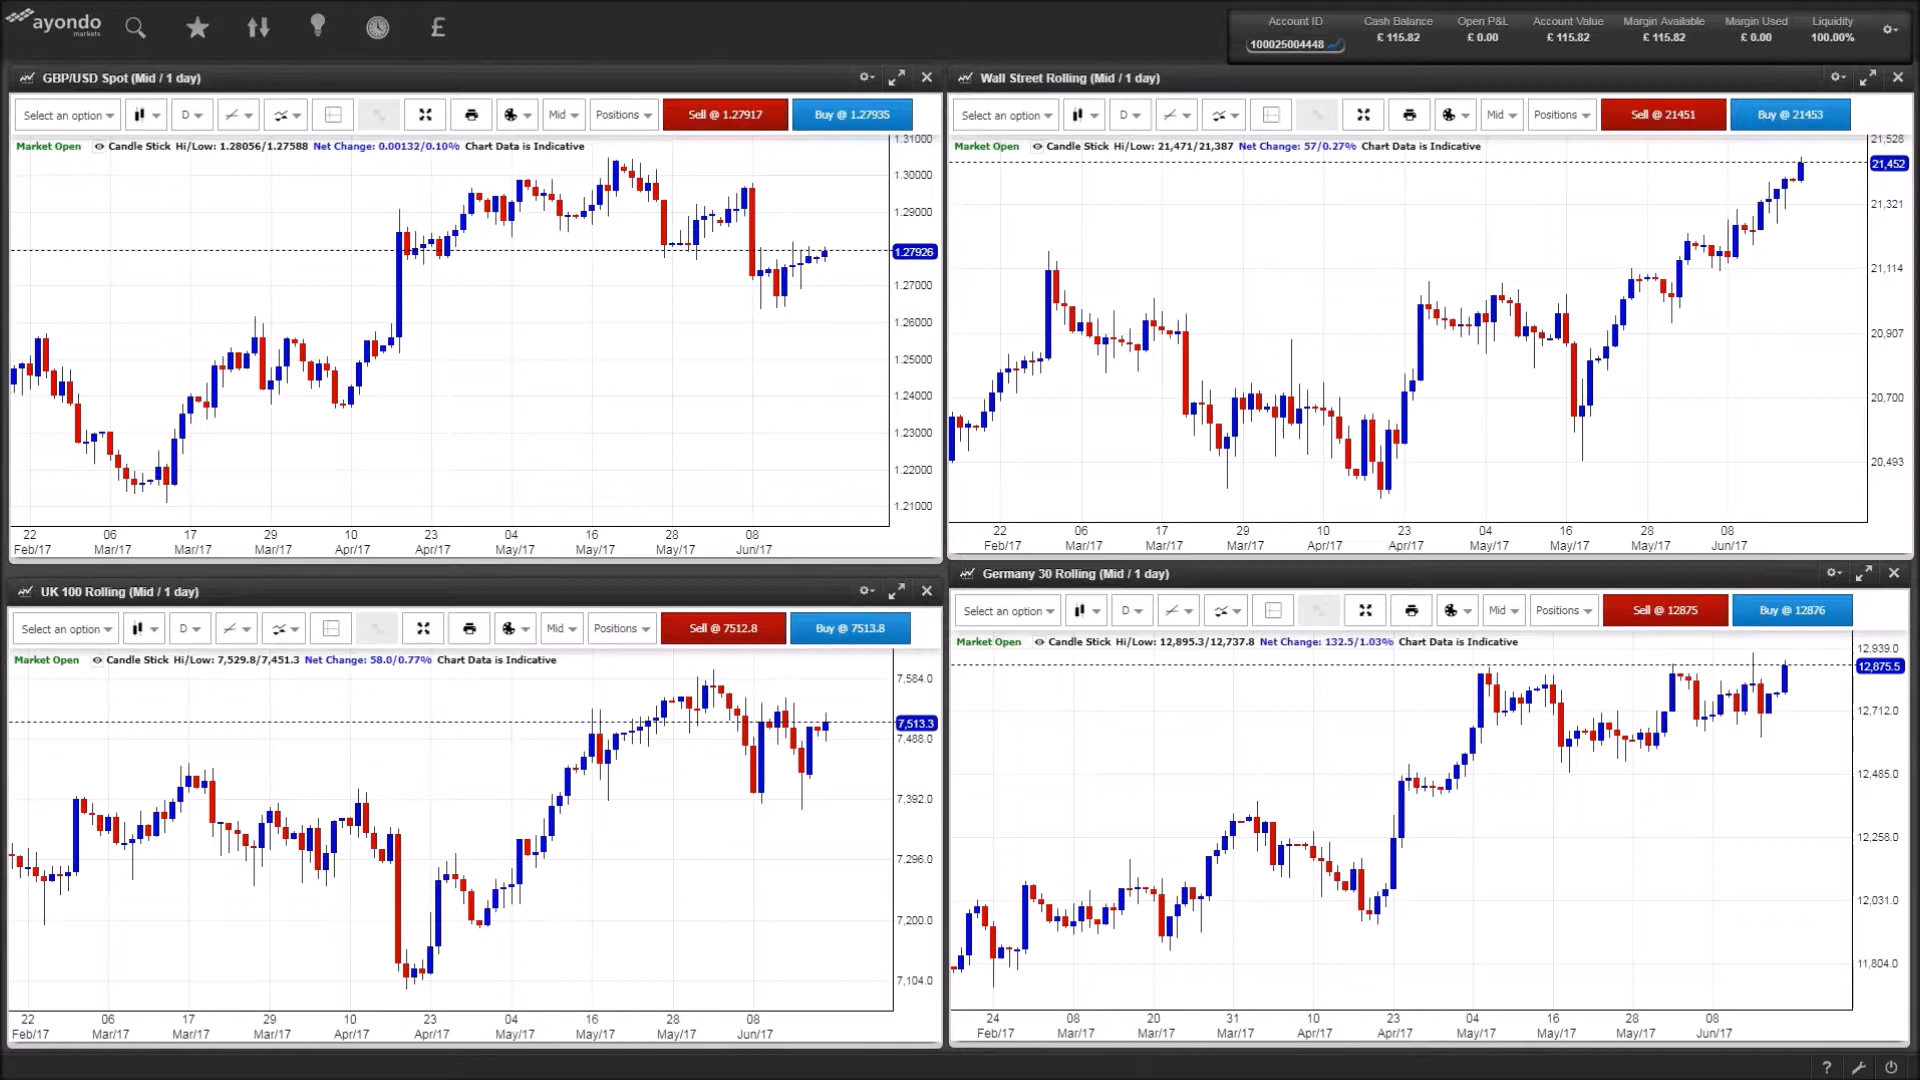 ayondo
markets
Account ID Cash Balance Open P&L Account Value Margin Available Margin Used Liquidity
100025004448 £ 115.82 £ 0.00 £ 115.82 £ 115.82 £ 0.00 100.00%
GBP/USD Spot (Mid / 1 day)
Select an option D Mid Positions Sell @ 1.27917 Buy @ 1.27935
Market Open Candle Stick Hi/Low: 1.28056/1.27588 Net Change: 0.00132/0.10% Chart Data is Indicative
1.31000
1.30000
1.29000
1.27926
1.27000
1.26000
1.25000
1.24000
1.23000
1.22000
1.21000
22 06 17 29 10 23 04 16 28 08
Feb/17 Mar/17 Mar/17 Mar/17 Apr/17 Apr/17 May/17 May/17 May/17 Jun/17
Wall Street Rolling (Mid / 1 day)
Select an option D Mid Positions Sell @ 21451 Buy @ 21453
Market Open Candle Stick Hi/Low: 21,471/21,387 Net Change: 57/0.27% Chart Data is Indicative
21,528
21,452
21,321
21,114
20,907
20,700
20,493
22 06 17 29 10 23 04 16 28 08
Feb/17 Mar/17 Mar/17 Mar/17 Apr/17 Apr/17 May/17 May/17 May/17 Jun/17
UK 100 Rolling (Mid / 1 day)
Select an option D Mid Positions Sell @ 7512.8 Buy @ 7513.8
Market Open Candle Stick Hi/Low: 7,529.8/7,451.3 Net Change: 58.0/0.77% Chart Data is Indicative
7,584.0
7,513.3
7,488.0
7,392.0
7,296.0
7,200.0
7,104.0
22 06 17 29 10 23 04 16 28 08
Feb/17 Mar/17 Mar/17 Mar/17 Apr/17 Apr/17 May/17 May/17 May/17 Jun/17
Germany 30 Rolling (Mid / 1 day)
Select an option D Mid Positions Sell @ 12875 Buy @ 12876
Market Open Candle Stick Hi/Low: 12,895.3/12,737.8 Net Change: 132.5/1.03% Chart Data is Indicative
12,939.0
12,875.5
12,712.0
12,485.0
12,258.0
12,031.0
11,804.0
24 08 20 31 10 23 04 16 28 08
Feb/17 Mar/17 Mar/17 Mar/17 Apr/17 Apr/17 May/17 May/17 May/17 Jun/17